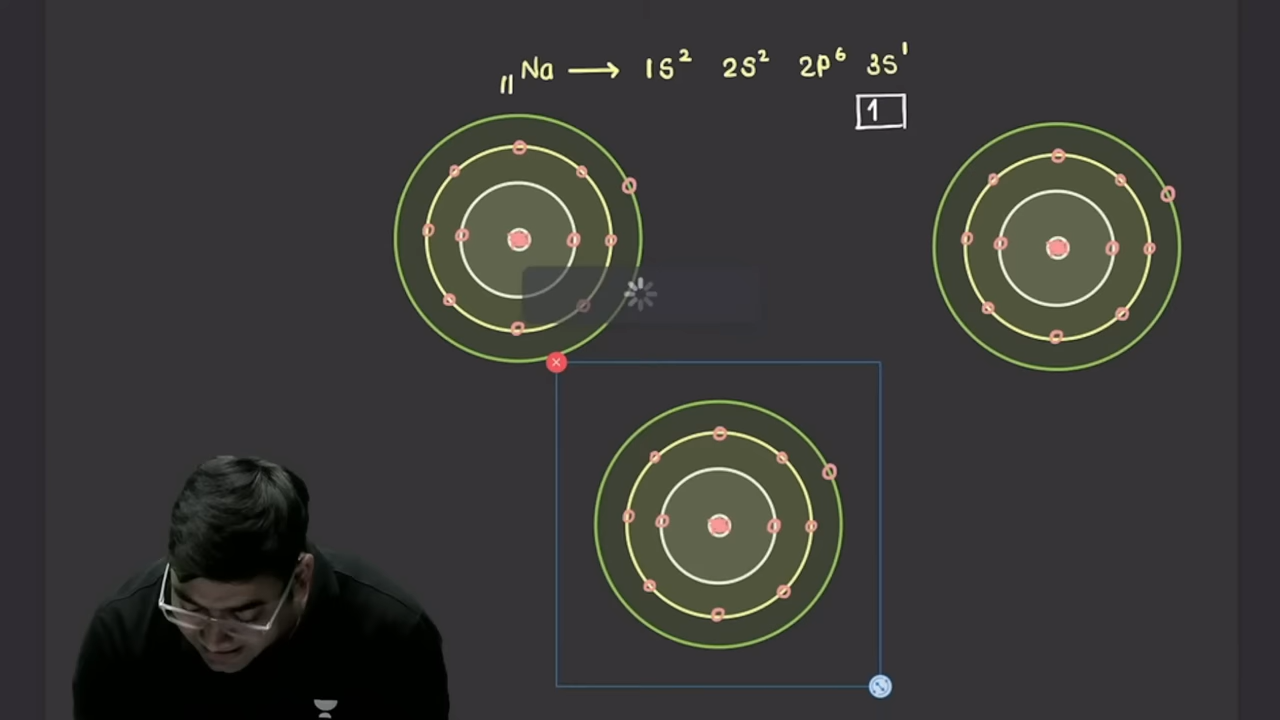 ₁₁Na → 1s² 2s² 2p⁶ 3s¹
1